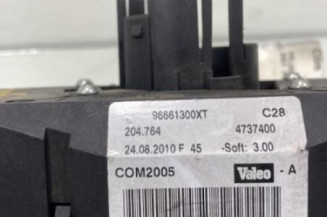 96661300XT C28
204.764 4737400
24.08.2010 F 45 -Soft: 3.00
COM2005 Valeo - A